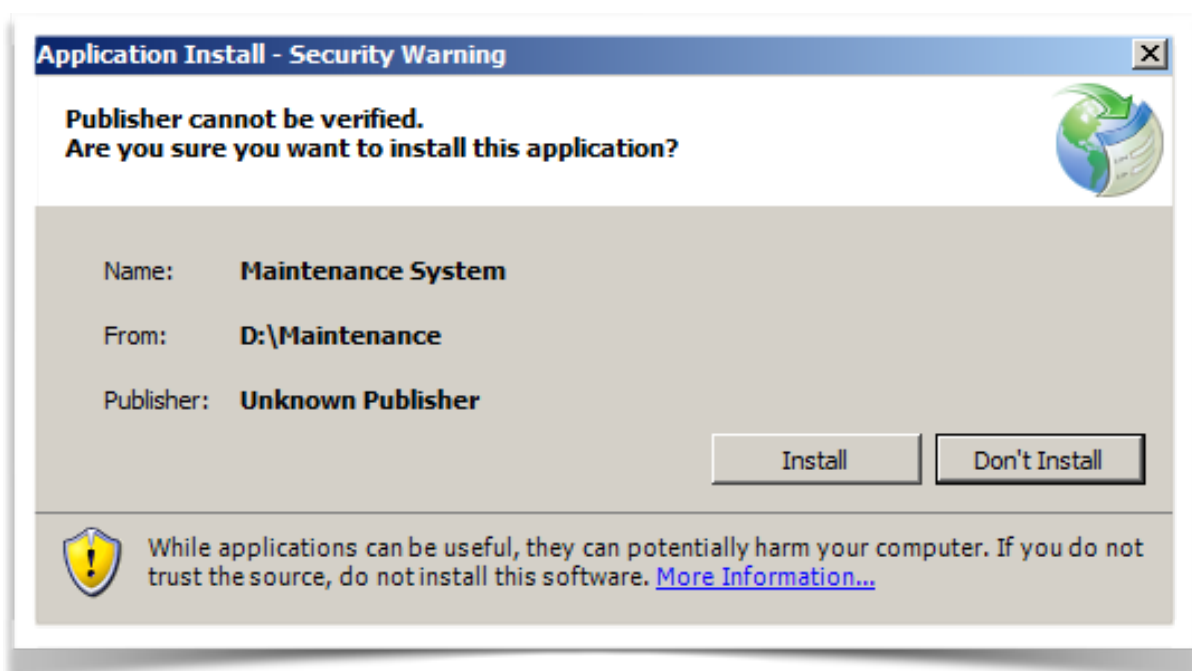 Application Install - Security Warning
Publisher cannot be verified.
Are you sure you want to install this application?
Name: Maintenance System
From: D:\Maintenance
Publisher: Unknown Publisher
Install Don't Install
While applications can be useful, they can potentially harm your computer. If you do not
trust the source, do not install this software. More Information...